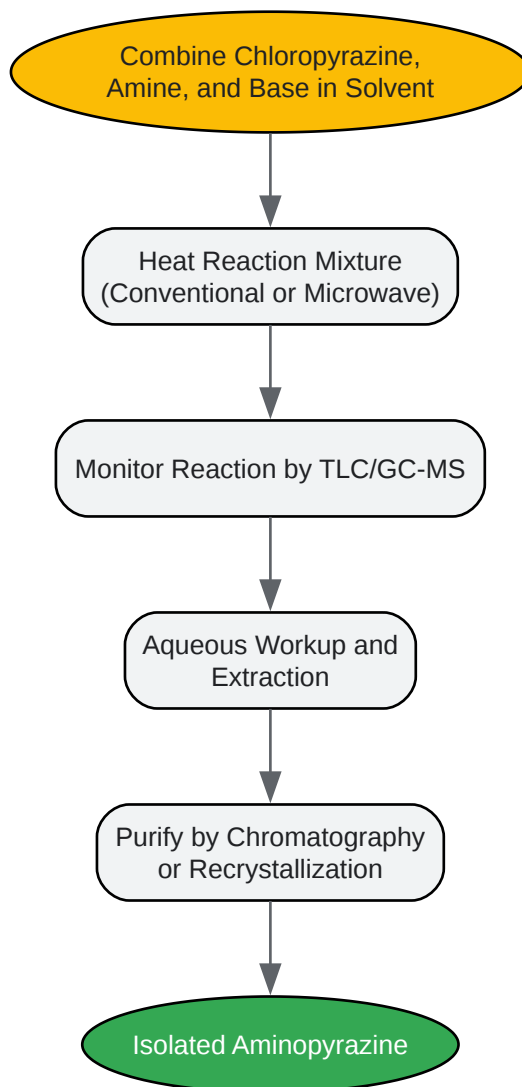 Combine Chloropyrazine,
Amine, and Base in Solvent
Heat Reaction Mixture
(Conventional or Microwave)
Monitor Reaction by TLC/GC-MS
Aqueous Workup and
Extraction
Purify by Chromatography
or Recrystallization
Isolated Aminopyrazine